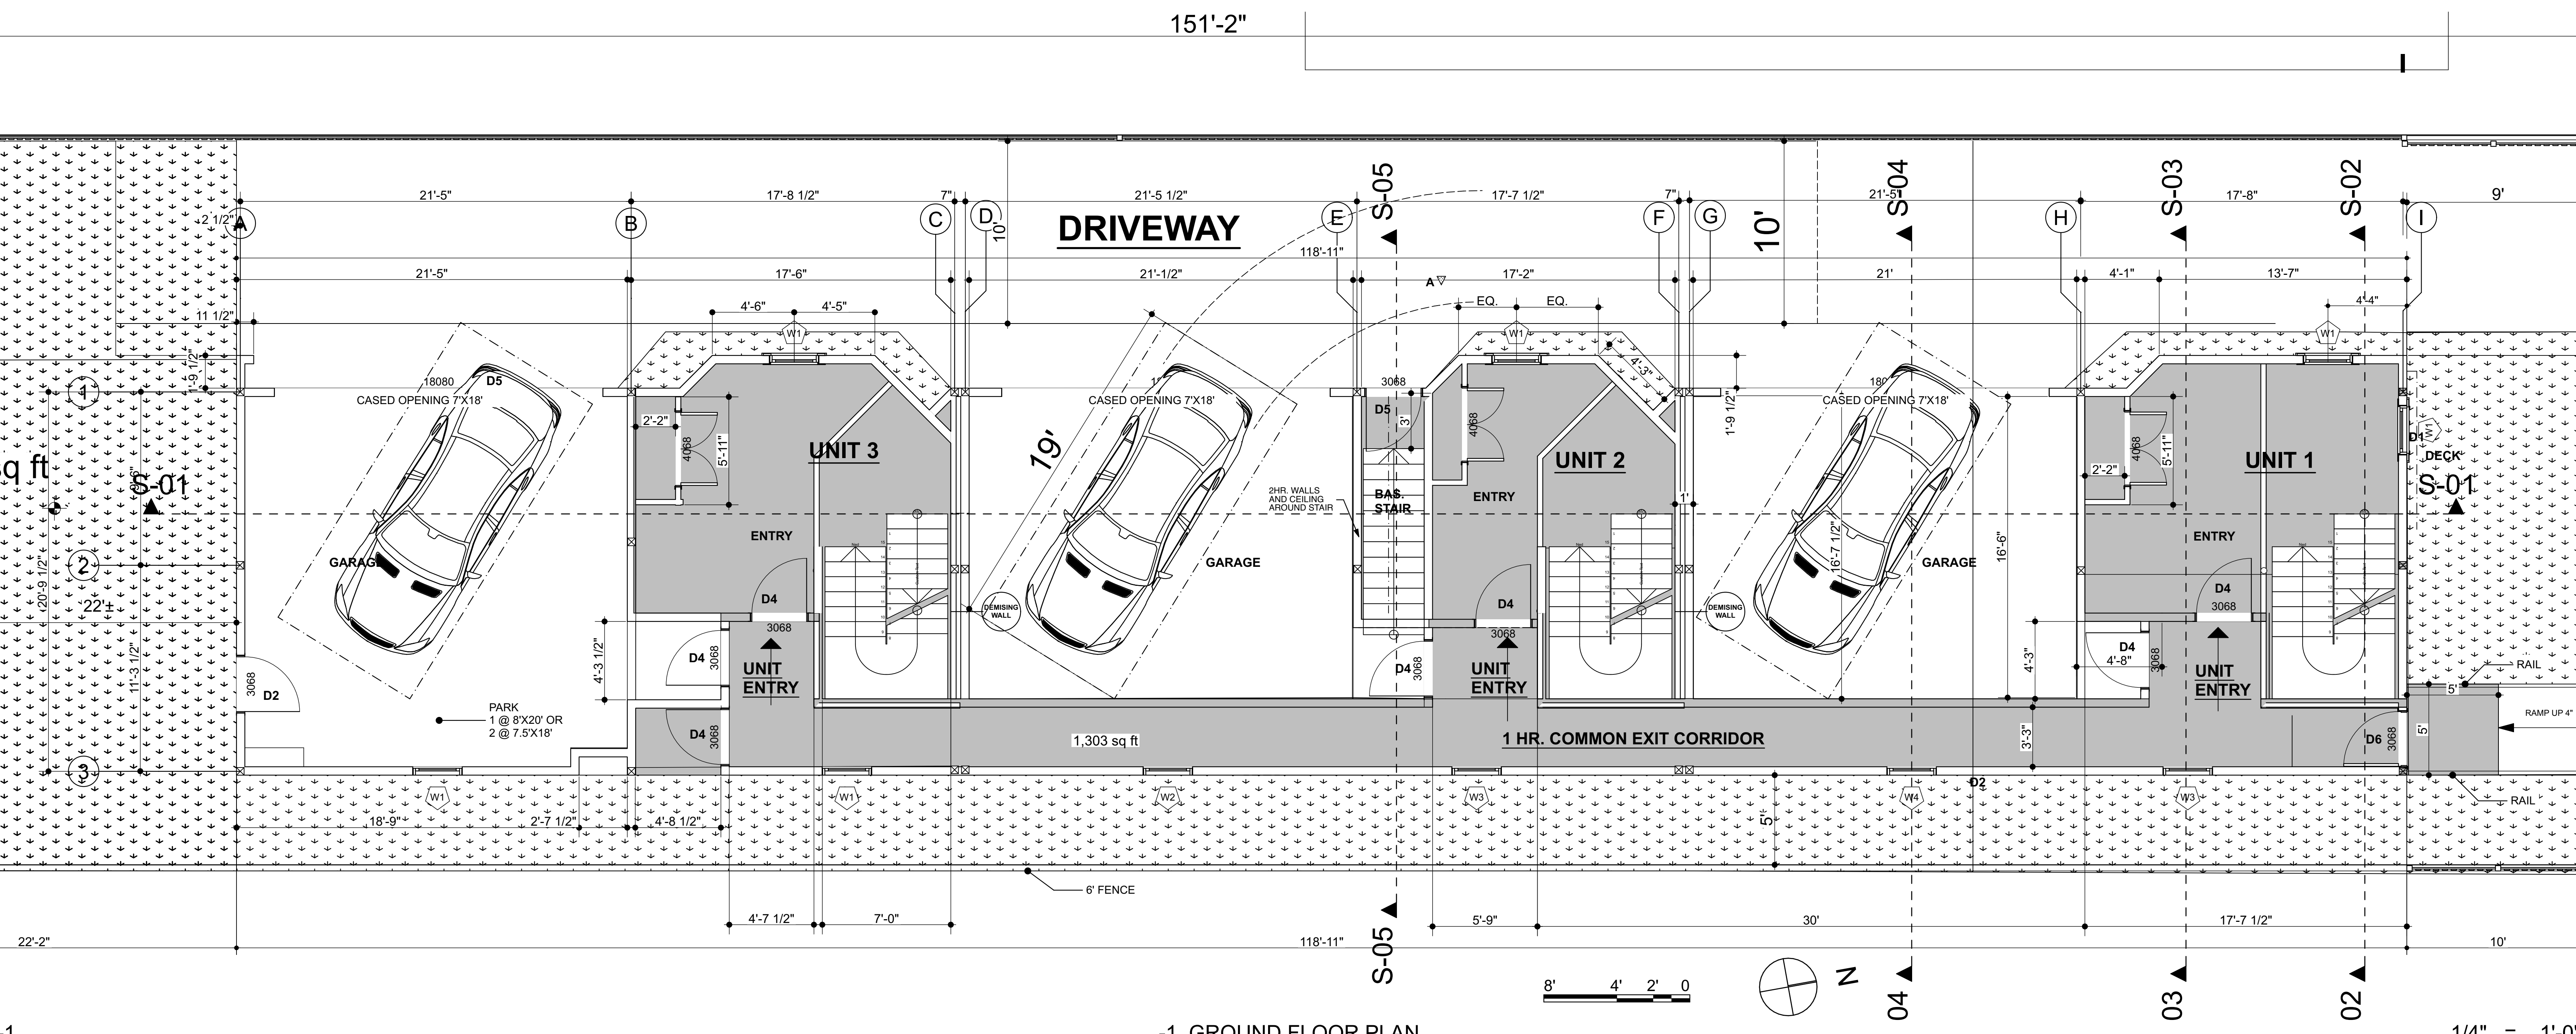 151'-2"
21'-5"
17'-8 1/2"
7"
21'-5 1/2"
17'-7 1/2"
7"
21'-5"
17'-8"
9'
S-05
S-04
S-03
S-02
2 1/2"
A
B
C
D
E
F
G
H
I
10'
DRIVEWAY
10'
118'-11"
21'-5"
17'-6"
21'-1/2"
A
17'-2"
21'
4'-1"
13'-7"
4'-6"
4'-5"
EQ.
EQ.
4'-4"
11 1/2"
W1
W1
W1
1'-9 1/2"
4'-3"
1'-9 1/2"
1
18080
D5
CASED OPENING 7'X18'
CASED OPENING 7'X18'
3068
D5
3'
CASED OPENING 7'X18'
2'-2"
4068
5'-11"
UNIT 3
19'
4068
UNIT 2
2'-2"
4068
5'-11"
UNIT 1
D1
W1
DECK
sq ft
S-01
S-01
2HR. WALLS
AND CEILING
AROUND STAIR
BAS.
STAIR
ENTRY
1'
ENTRY
ENTRY
16'-7 1/2"
16'-6"
2
GARAGE
GARAGE
GARAGE
20'-9 1/2"
22'±
11'-3 1/2"
D4
3068
DEMISING
WALL
D4
3068
DEMISING
WALL
D4
3068
4'-3 1/2"
D4
3068
UNIT
ENTRY
D4
3068
UNIT
ENTRY
4'-3"
D4
4'-8"
3068
UNIT
ENTRY
RAIL
3068
D2
5'
PARK
1 @ 8'X20' OR
2 @ 7.5'X18'
D4
3068
1,303 sq ft
1 HR. COMMON EXIT CORRIDOR
3'-3"
D6
3068
5'
RAMP UP 4"
3
W1
W1
W2
W3
W4
D2
W3
RAIL
18'-9"
2'-7 1/2"
4'-8 1/2"
5'
6' FENCE
4'-7 1/2"
7'-0"
5'-9"
30'
17'-7 1/2"
22'-2"
118'-11"
10'
S-05
8'
4'
2'
0
N
04
03
02
-1
-1 GROUND FLOOR PLAN
1/4" = 1'-0"